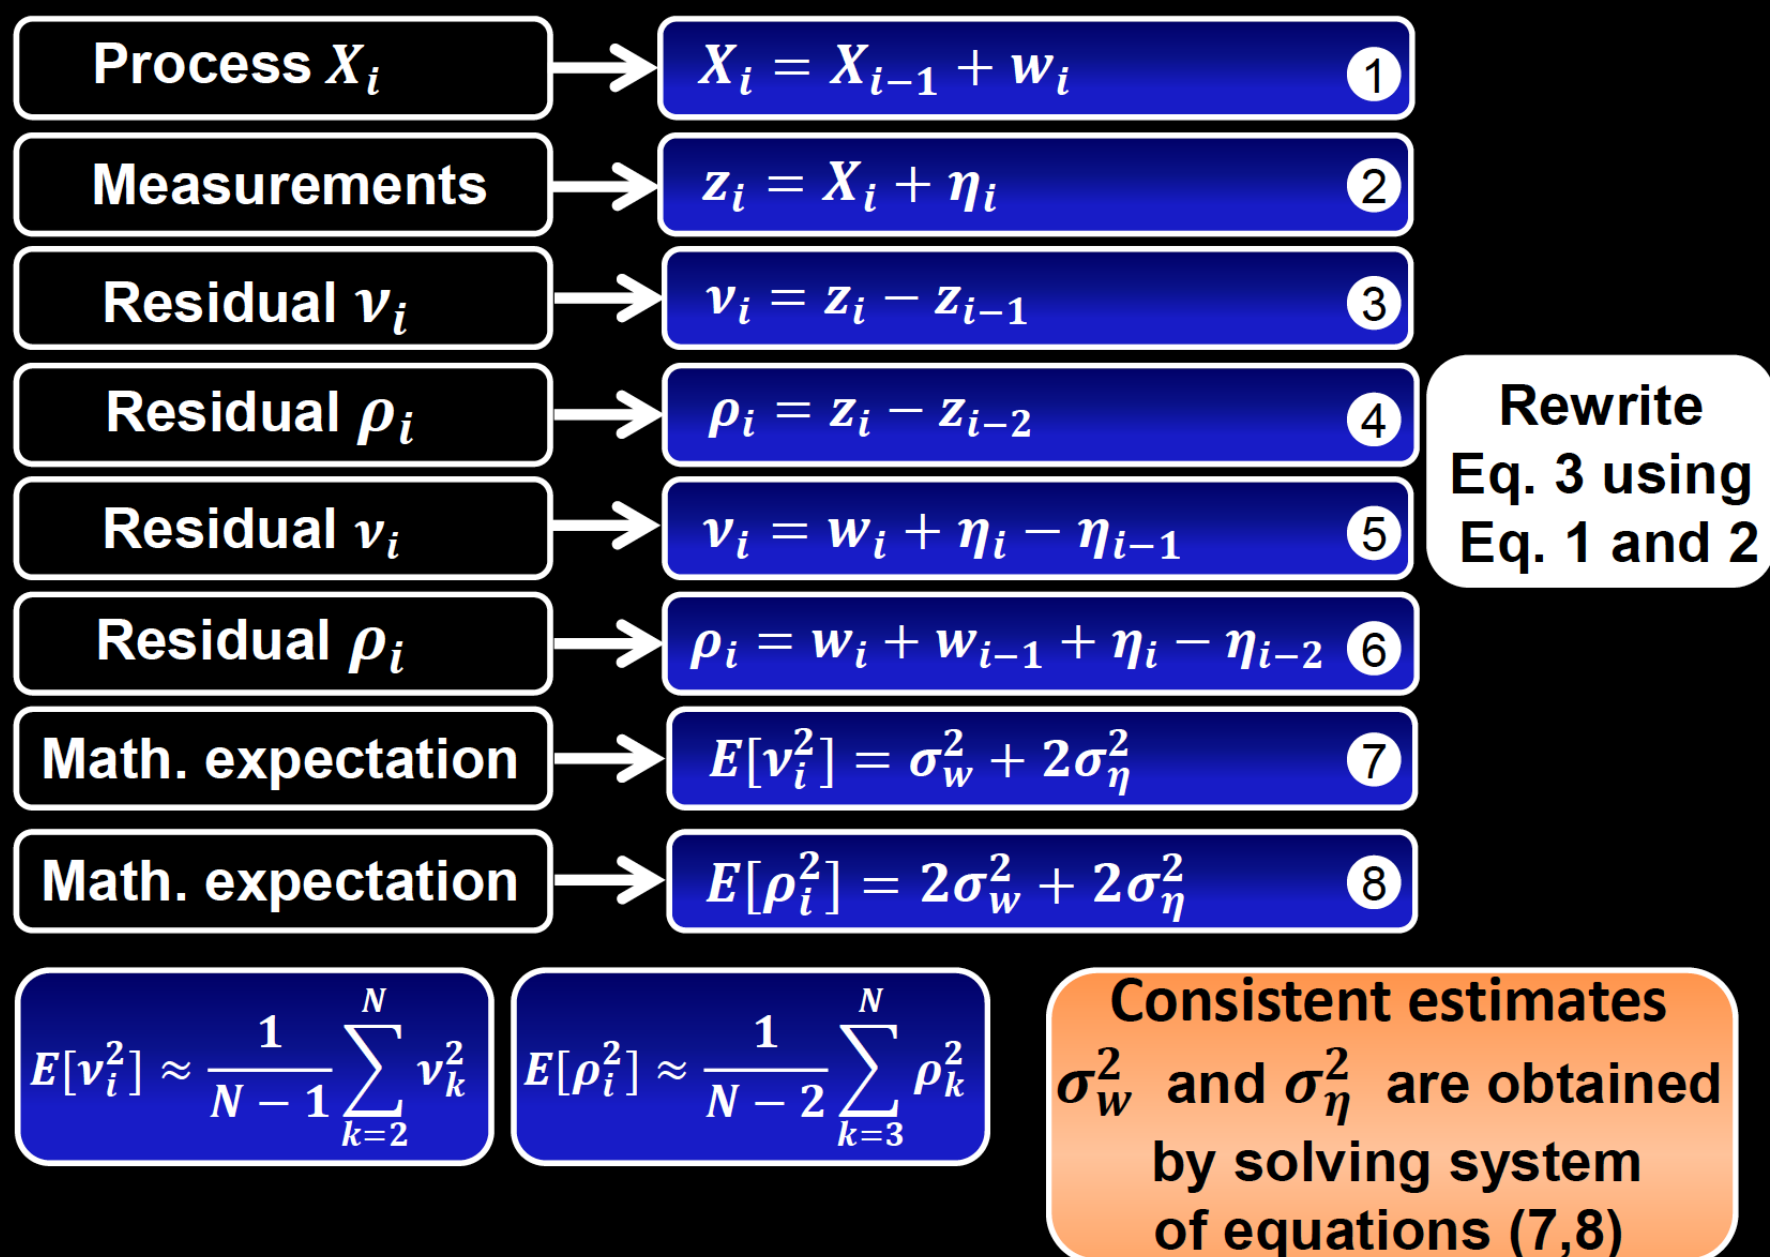 Process X_i
X_i = X_{i−1} + w_i ①
Measurements
z_i = X_i + η_i ②
Residual ν_i
ν_i = z_i − z_{i−1} ③
Residual ρ_i
ρ_i = z_i − z_{i−2} ④
Rewrite
Eq. 3 using
Eq. 1 and 2
Residual ν_i
ν_i = w_i + η_i − η_{i−1} ⑤
Residual ρ_i
ρ_i = w_i + w_{i−1} + η_i − η_{i−2} ⑥
Math. expectation
E[ν_i^2] = σ_w^2 + 2σ_η^2 ⑦
Math. expectation
E[ρ_i^2] = 2σ_w^2 + 2σ_η^2 ⑧
E[ν_i^2] ≈ \frac{1}{N − 1} \sum_{k=2}^{N} ν_k^2
E[ρ_i^2] ≈ \frac{1}{N − 2} \sum_{k=3}^{N} ρ_k^2
Consistent estimates
σ_w^2 and σ_η^2 are obtained
by solving system
of equations (7,8)